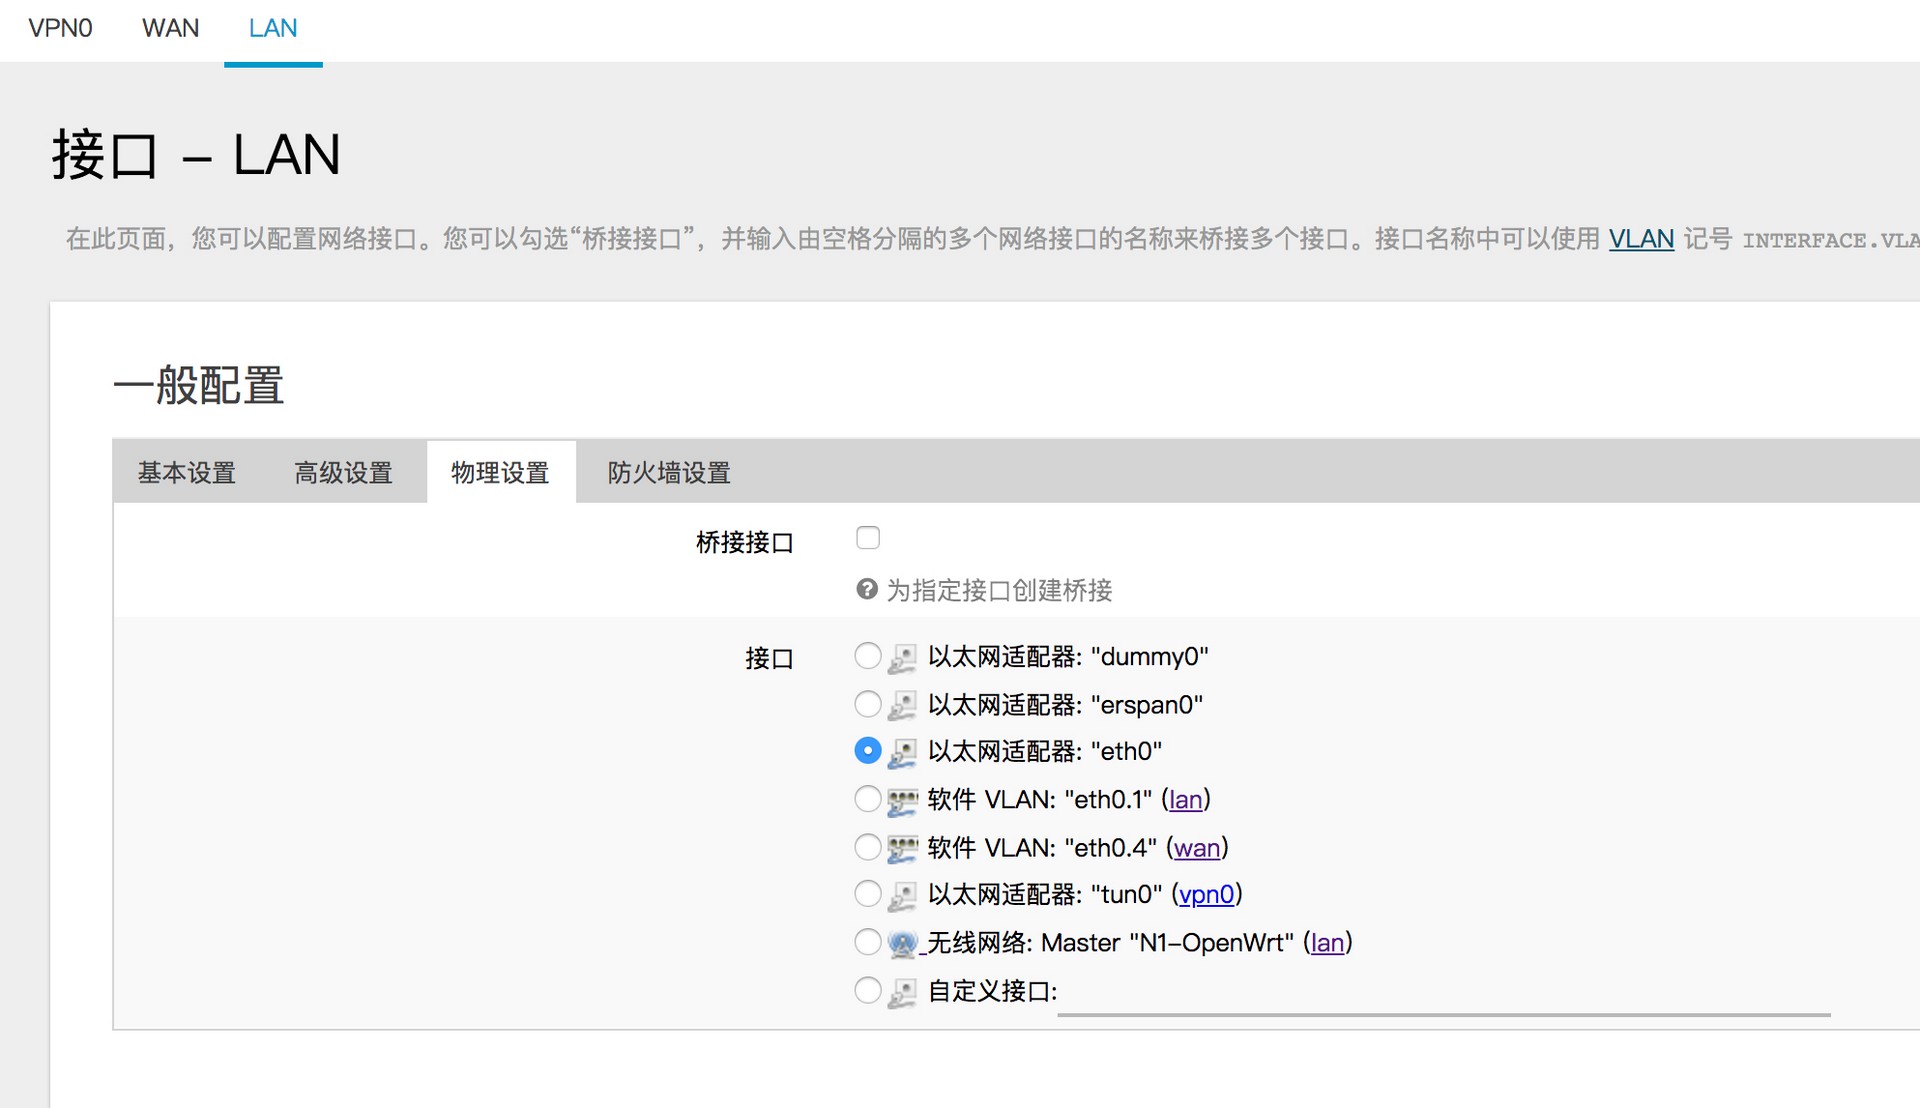 VPN0 WAN LAN
接口 – LAN
在此页面，您可以配置网络接口。您可以勾选“桥接接口”，并输入由空格分隔的多个网络接口的名称来桥接多个接口。接口名称中可以使用 VLAN 记号 INTERFACE.VLA
一般配置
基本设置 高级设置 物理设置 防火墙设置
桥接接口
为指定接口创建桥接
接口
以太网适配器: "dummy0"
以太网适配器: "erspan0"
以太网适配器: "eth0"
软件 VLAN: "eth0.1" (lan)
软件 VLAN: "eth0.4" (wan)
以太网适配器: "tun0" (vpn0)
无线网络: Master "N1–OpenWrt" (lan)
自定义接口: